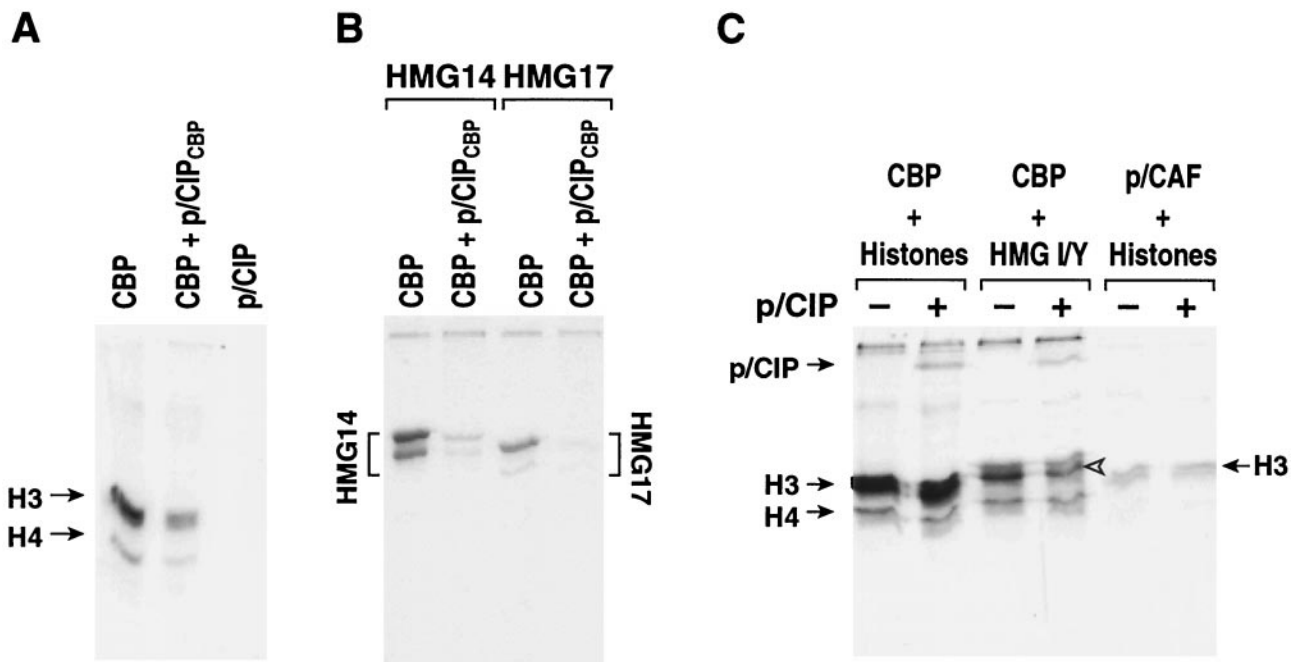 A
CBP
CBP + p/CIPCBP
p/CIP
H3
H4
B
HMG14 HMG17
CBP
CBP + p/CIPCBP
CBP
CBP + p/CIPCBP
HMG14
HMG17
C
CBP CBP p/CAF
+ + +
Histones HMG I/Y Histones
p/CIP − + − + − +
p/CIP
H3
H4
H3